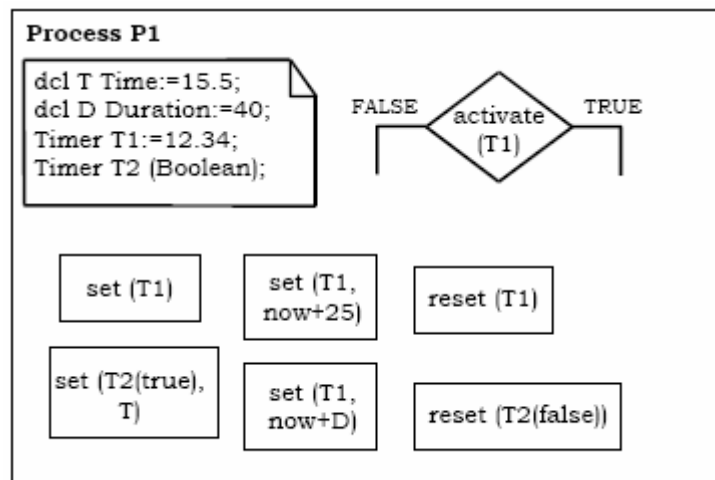 Process P1
dcl T Time:=15.5;
dcl D Duration:=40;
Timer T1:=12.34;
Timer T2 (Boolean);
FALSE
activate
(T1)
TRUE
set (T1)
set (T1,
now+25)
reset (T1)
set (T2(true),
T)
set (T1,
now+D)
reset (T2(false))